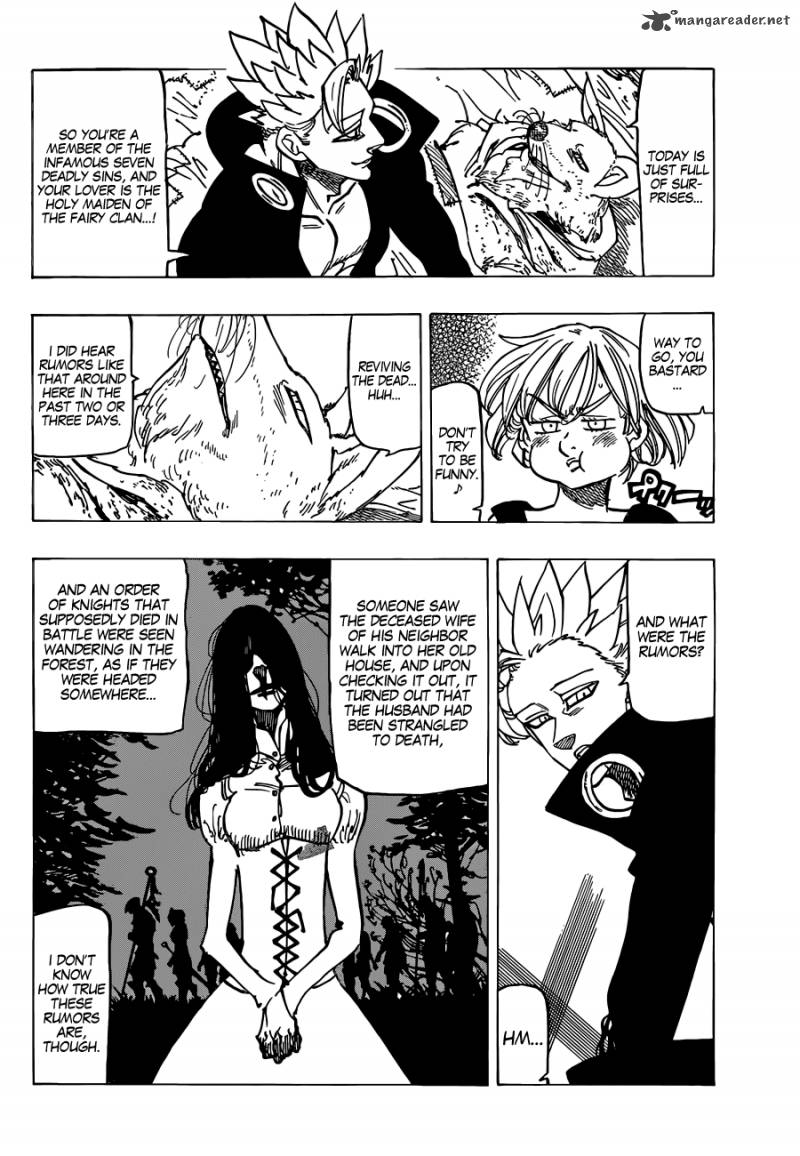 mangareader.net
TODAY IS
JUST FULL
OF SUR-
PRISES...
SO YOU'RE A
MEMBER OF THE
INFAMOUS SEVEN
DEADLY SINS, AND
YOUR LOVER IS THE
HOLY MAIDEN OF
THE FAIRY CLAN...!
WAY TO
GO, YOU
BASTARD
...
DON'T
TRY
TO BE
FUNNY.
♪
REVIVING
THE DEAD...
HUH...
I DID HEAR
RUMORS LIKE
THAT AROUND
HERE IN THE
PAST TWO OR
THREE DAYS.
AND WHAT
WERE THE
RUMORS?
HM...
SOMEONE SAW
THE DECEASED WIFE
OF HIS NEIGHBOR
WALK INTO HER OLD
HOUSE, AND UPON
CHECKING IT OUT, IT
TURNED OUT THAT
THE HUSBAND HAD
BEEN STRANGLED
TO DEATH,
AND AN ORDER
OF KNIGHTS THAT
SUPPOSEDLY DIED IN
BATTLE WERE SEEN
WANDERING IN THE
FOREST, AS IF THEY
WERE HEADED
SOMEWHERE...
I DON'T
KNOW
HOW TRUE
THESE
RUMORS
ARE,
THOUGH.